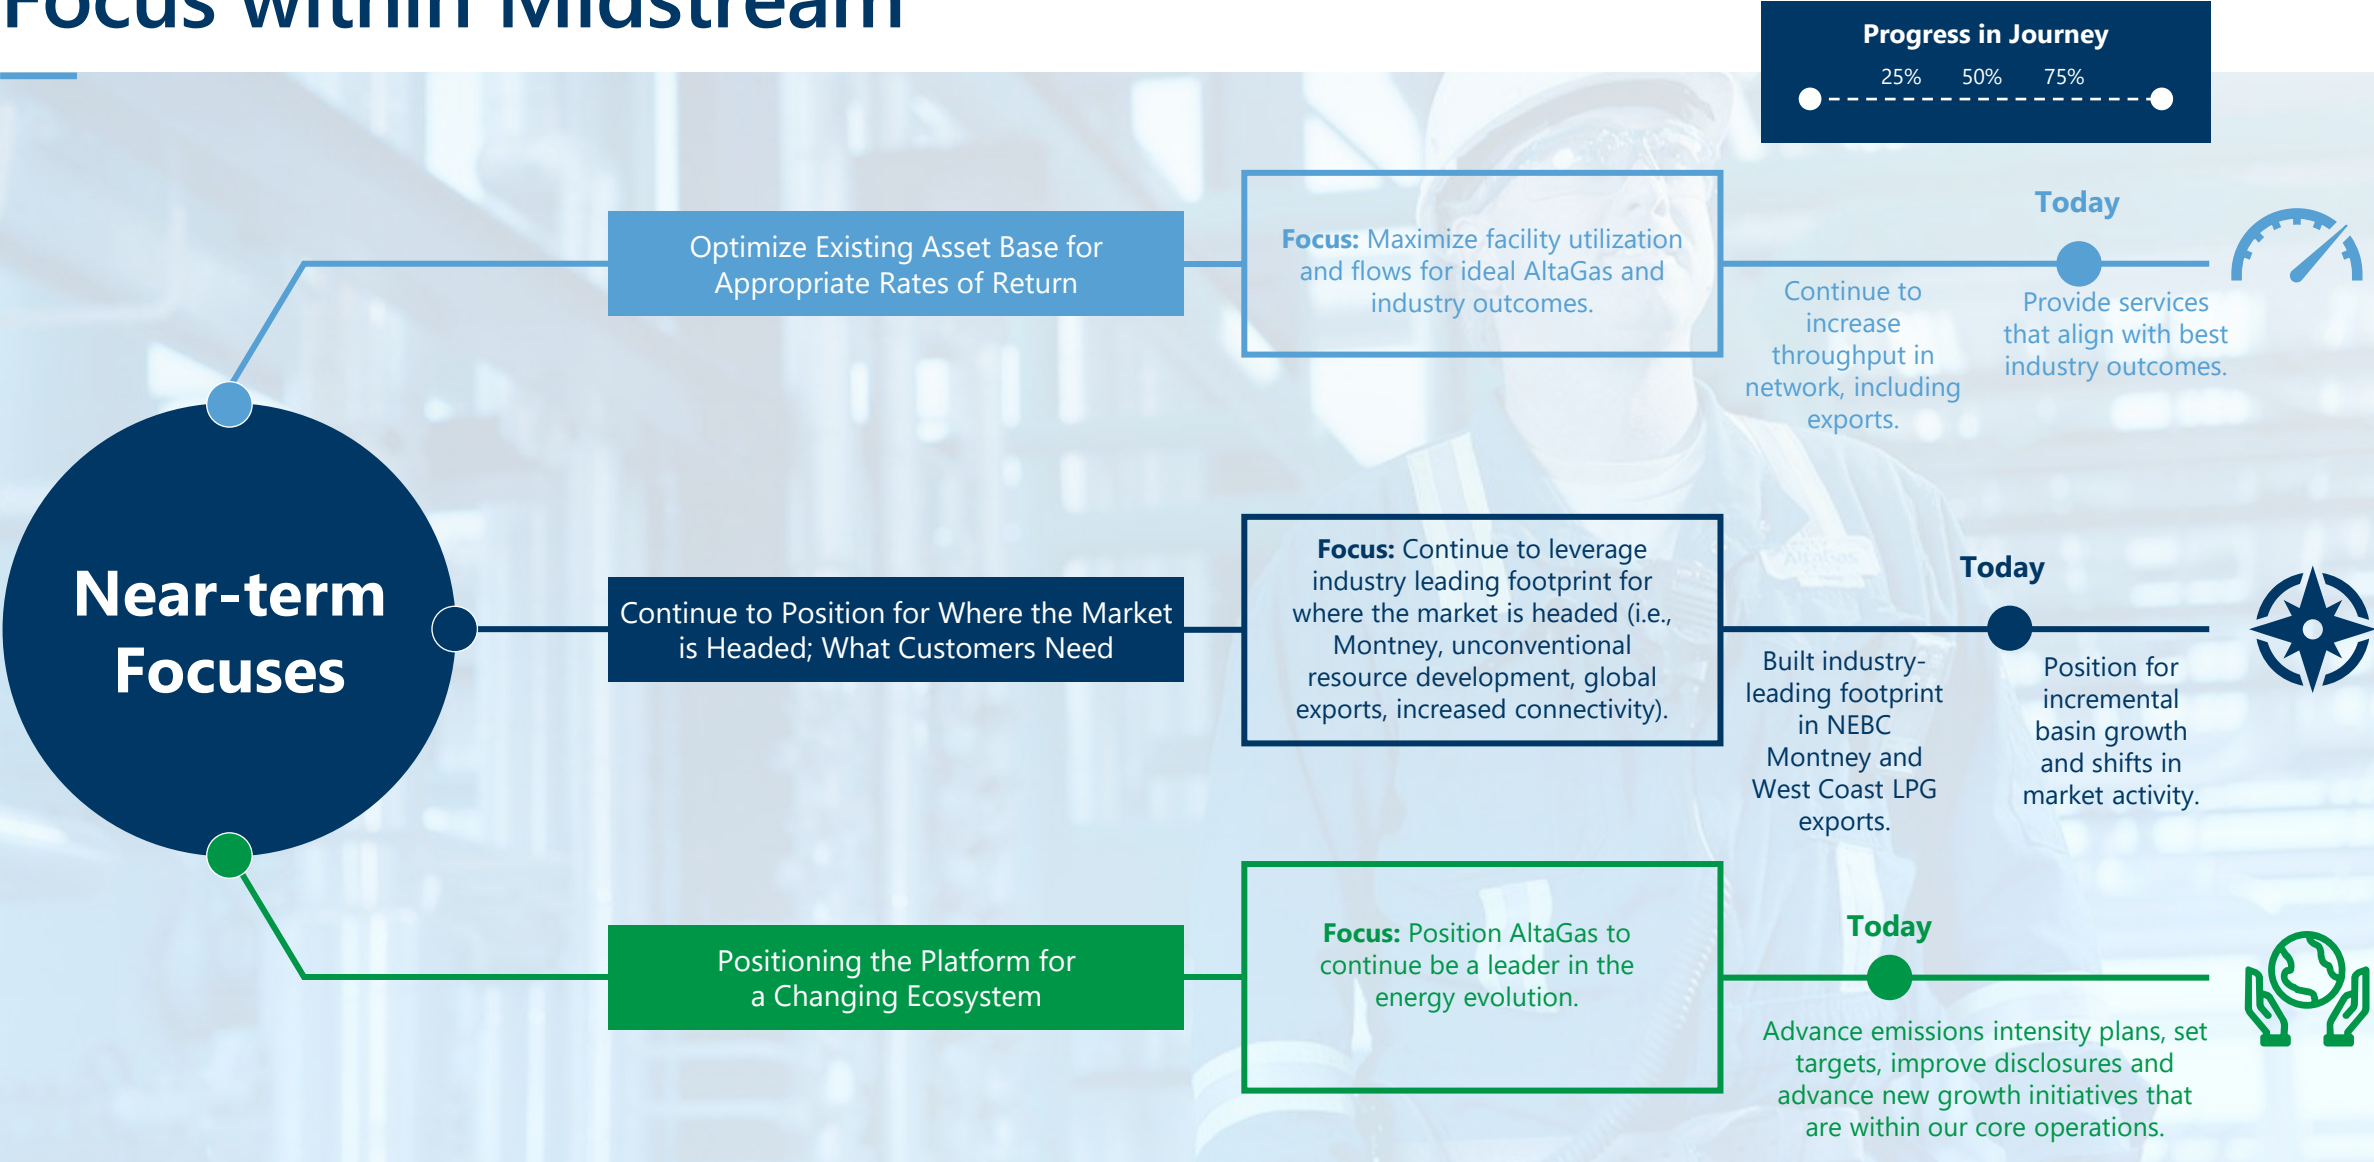 Focus within Midstream
Progress in Journey
25% 50% 75%
Near-term
Focuses
Optimize Existing Asset Base for
Appropriate Rates of Return
Focus: Maximize facility utilization
and flows for ideal AltaGas and
industry outcomes.
Today
Continue to
increase
throughput in
network, including
exports.
Provide services
that align with best
industry outcomes.
Continue to Position for Where the Market
is Headed; What Customers Need
Focus: Continue to leverage
industry leading footprint for
where the market is headed (i.e.,
Montney, unconventional
resource development, global
exports, increased connectivity).
Today
Built industry-
leading footprint
in NEBC
Montney and
West Coast LPG
exports.
Position for
incremental
basin growth
and shifts in
market activity.
Positioning the Platform for
a Changing Ecosystem
Focus: Position AltaGas to
continue be a leader in the
energy evolution.
Today
Advance emissions intensity plans, set
targets, improve disclosures and
advance new growth initiatives that
are within our core operations.
AltaGas